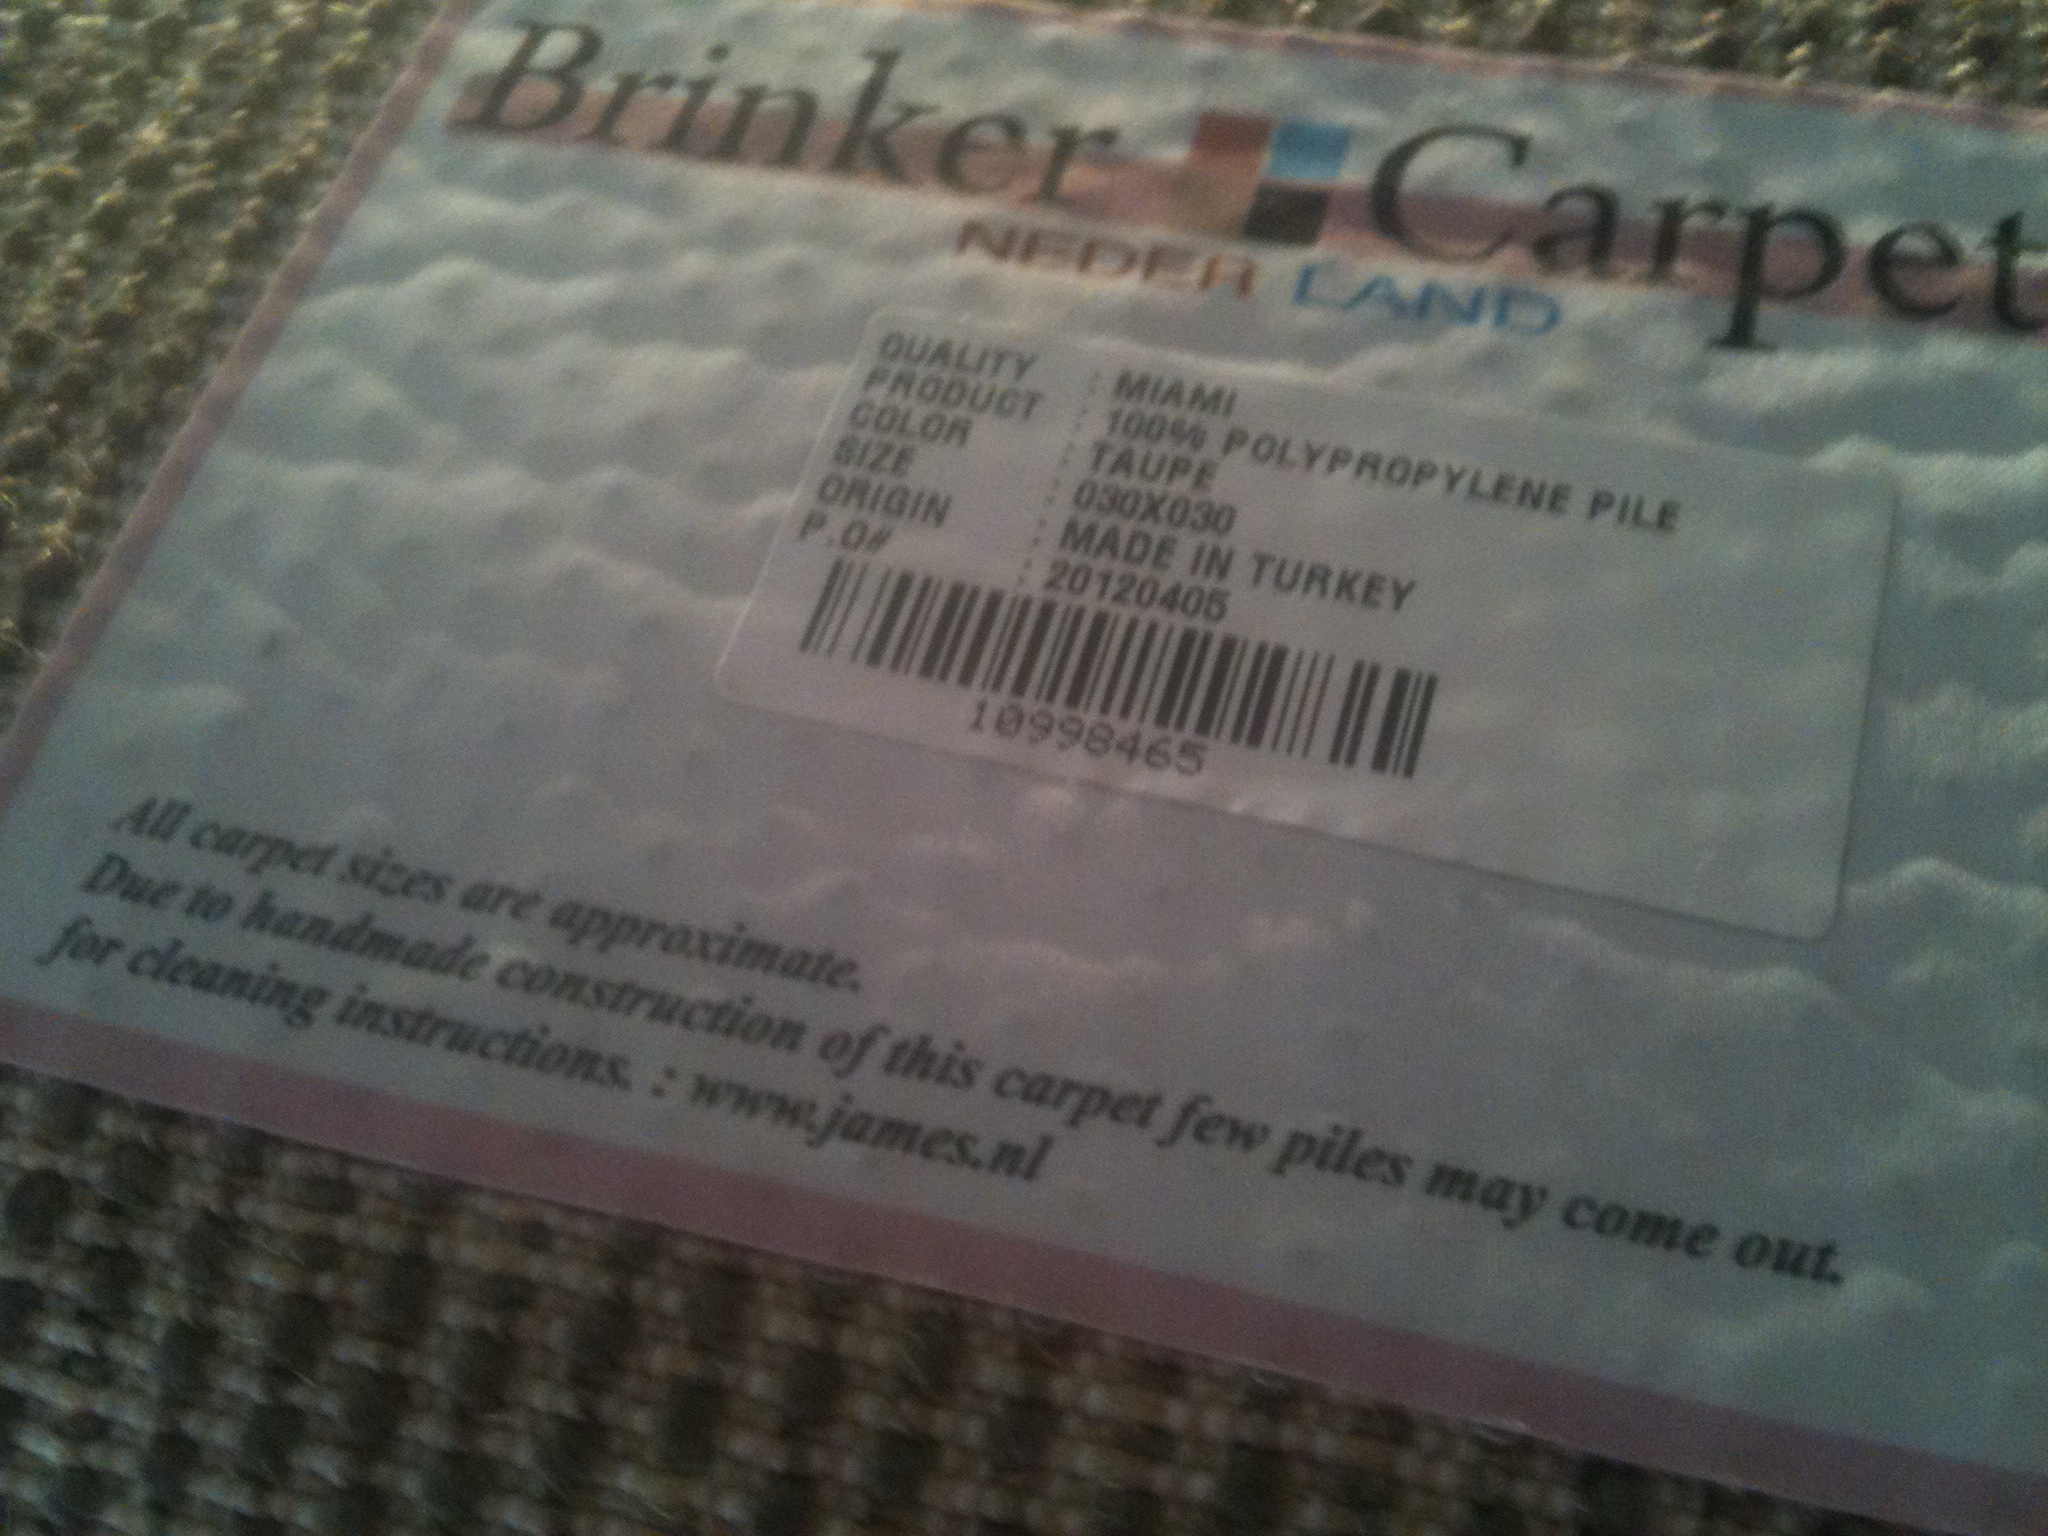 Brinker Carpet
NEDER LAND
QUALITY : MIAMI
PRODUCT : 100% POLYPROPYLENE PILE
COLOR : TAUPE
SIZE : 030X030
ORIGIN : MADE IN TURKEY
P.O# : 20120405
10998465
All carpet sizes are approximate.
Due to handmade construction of this carpet few piles may come out.
for cleaning instructions. : www.james.nl